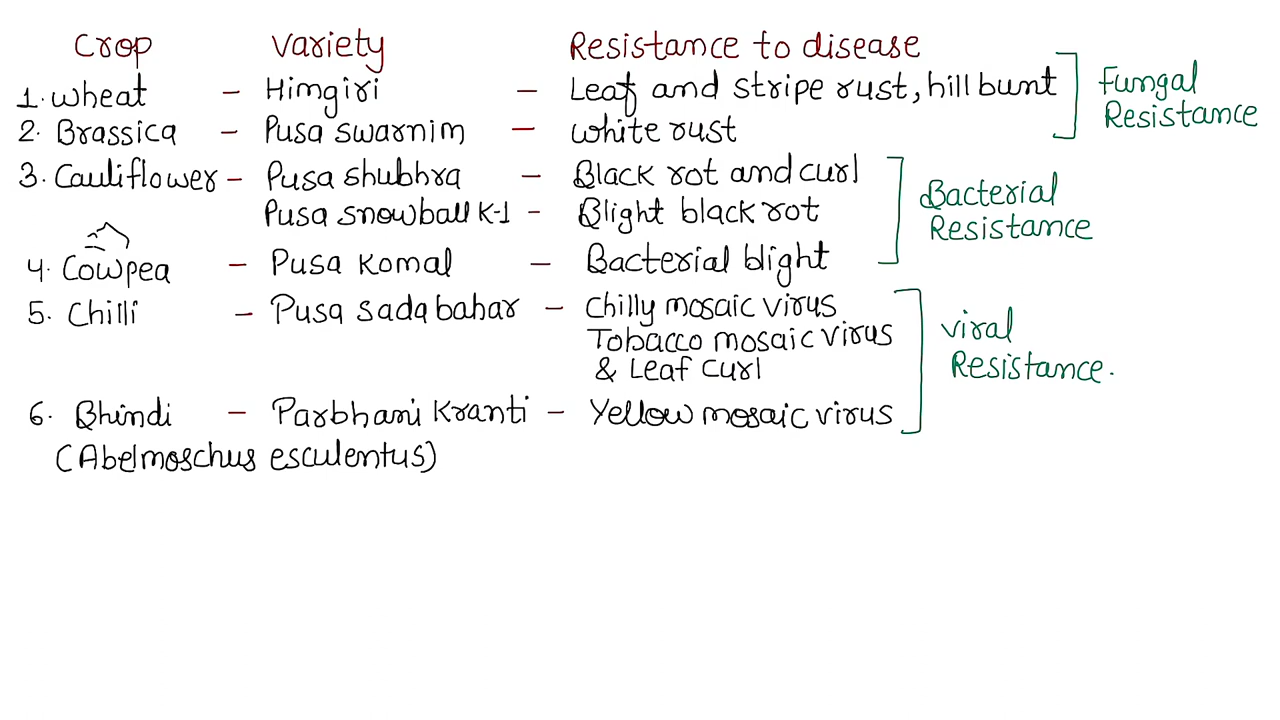 Crop Variety Resistance to disease
1. wheat - Himgiri - Leaf and stripe rust, hill bunt
2. Brassica - Pusa swarnim - white rust
Fungal
Resistance
3. Cauliflower - Pusa shubhra - Black rot and curl
Pusa snowball K-1 - Blight black rot
4. Cowpea - Pusa Komal - Bacterial blight
Bacterial
Resistance
5. Chilli - Pusa sadabahar - Chilly mosaic virus
Tobacco mosaic virus
& Leaf curl
6. Bhindi - Parbhani Kranti - Yellow mosaic virus
(Abelmoschus esculentus)
viral
Resistance.